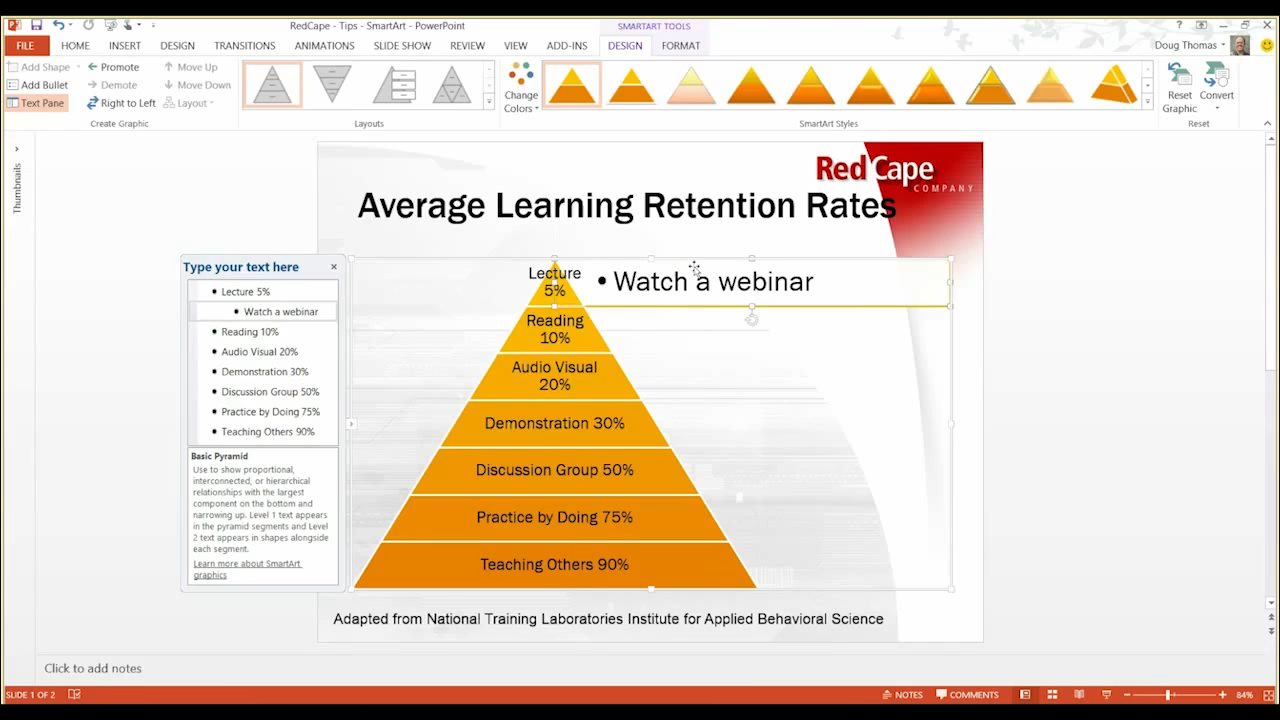 RedCape - Tips - SmartArt - PowerPoint
SMARTART TOOLS
FILE HOME INSERT DESIGN TRANSITIONS ANIMATIONS SLIDE SHOW REVIEW VIEW ADD-INS DESIGN FORMAT
Doug Thomas
Add Shape
Promote
Move Up
Add Bullet
Demote
Move Down
Text Pane
Right to Left
Layout
Create Graphic
Layouts
Change
Colors
SmartArt Styles
Reset
Graphic
Convert
Reset
Thumbnails
RedCape
COMPANY
Average Learning Retention Rates
Type your text here
Lecture 5%
Watch a webinar
Reading 10%
Audio Visual 20%
Demonstration 30%
Discussion Group 50%
Practice by Doing 75%
Teaching Others 90%
Basic Pyramid
Use to show proportional,
interconnected, or hierarchical
relationships with the largest
component on the bottom and
narrowing up. Level 1 text appears
in the pyramid segments and Level
2 text appears in shapes alongside
each segment.
Learn more about SmartArt
graphics
Lecture
5%
• Watch a webinar
Reading
10%
Audio Visual
20%
Demonstration 30%
Discussion Group 50%
Practice by Doing 75%
Teaching Others 90%
Adapted from National Training Laboratories Institute for Applied Behavioral Science
Click to add notes
SLIDE 1 OF 2
NOTES
COMMENTS
84%